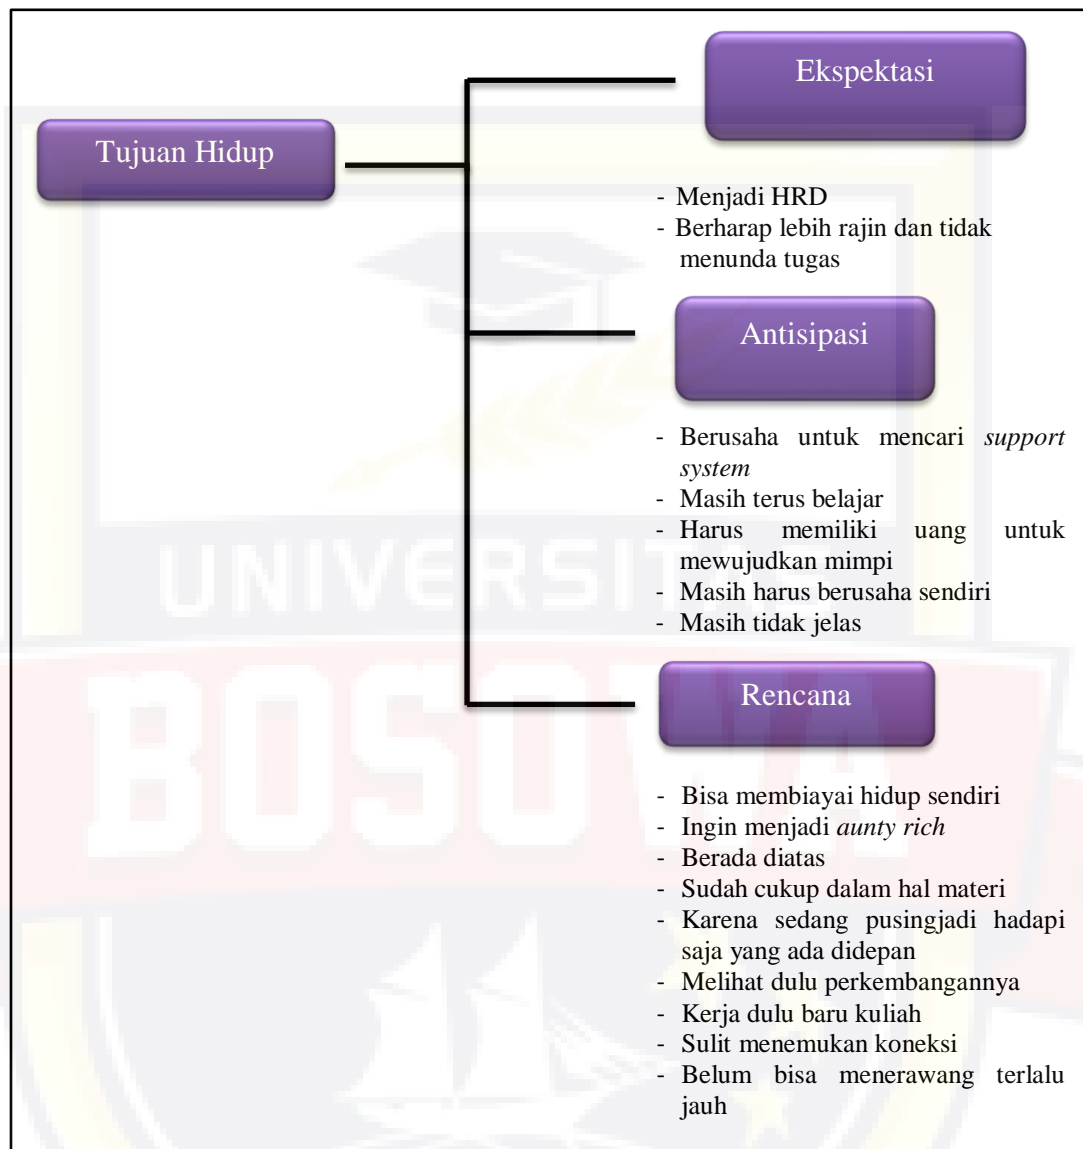 Ekspektasi
Tujuan Hidup
- Menjadi HRD
- Berharap lebih rajin dan tidak
menunda tugas
Antisipasi
- Berusaha untuk mencari support
system
- Masih terus belajar
- Harus memiliki uang untuk
mewujudkan mimpi
- Masih harus berusaha sendiri
- Masih tidak jelas
Rencana
- Bisa membiayai hidup sendiri
- Ingin menjadi aunty rich
- Berada diatas
- Sudah cukup dalam hal materi
- Karena sedang pusingjadi hadapi
saja yang ada didepan
- Melihat dulu perkembangannya
- Kerja dulu baru kuliah
- Sulit menemukan koneksi
- Belum bisa menerawang terlalu
jauh
UNIVERSITAS
BOSOWA